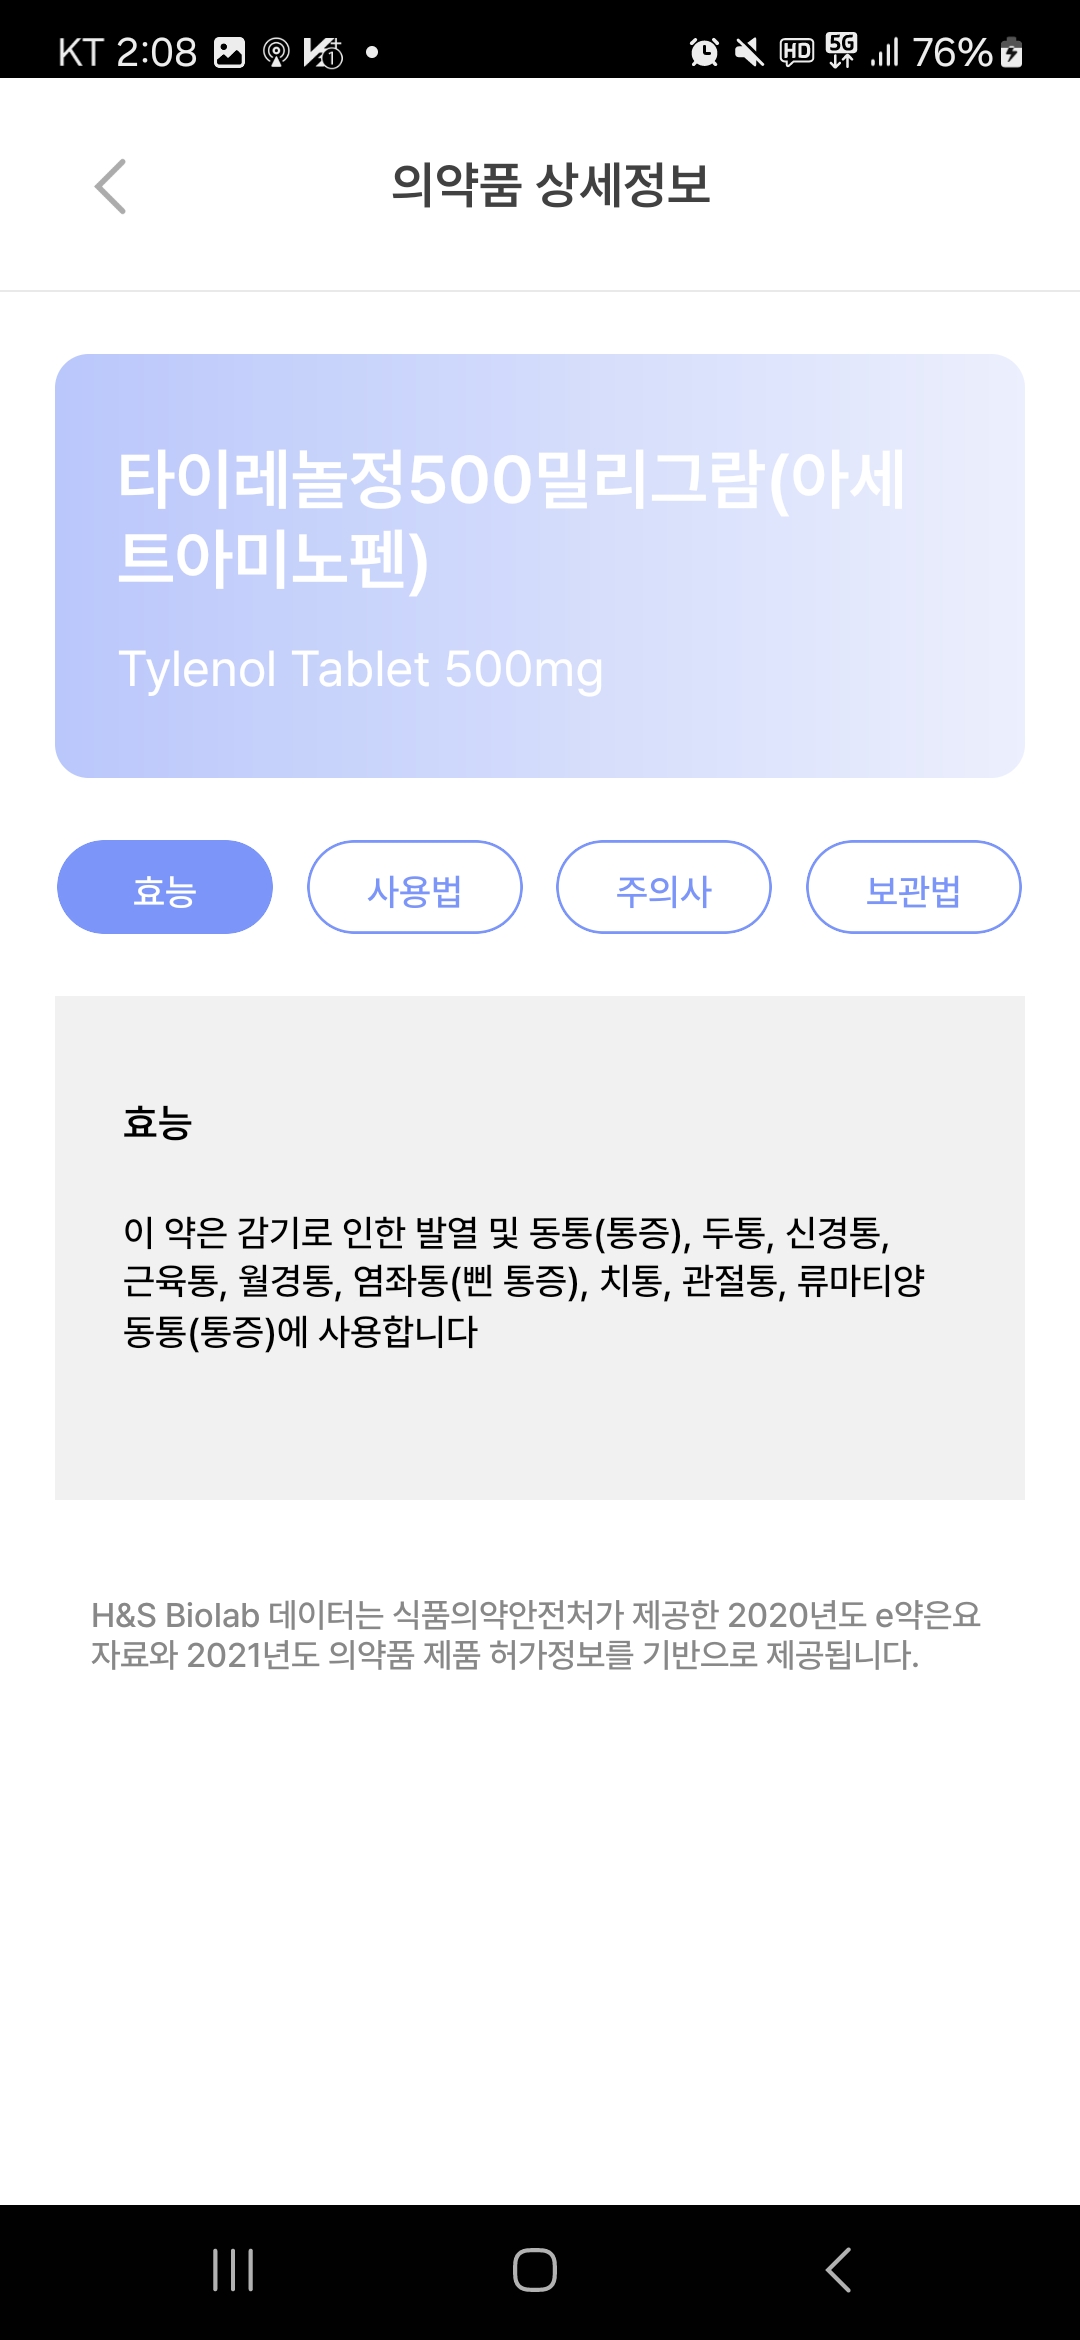 KT 2:08
HD 5G 76%
의약품 상세정보
타이레놀정500밀리그람(아세
트아미노펜)
Tylenol Tablet 500mg
효능 사용법 주의사 보관법
효능
이 약은 감기로 인한 발열 및 동통(통증), 두통, 신경통,
근육통, 월경통, 염좌통(삔 통증), 치통, 관절통, 류마티양
동통(통증)에 사용합니다
H&S Biolab 데이터는 식품의약안전처가 제공한 2020년도 e약은요
자료와 2021년도 의약품 제품 허가정보를 기반으로 제공됩니다.